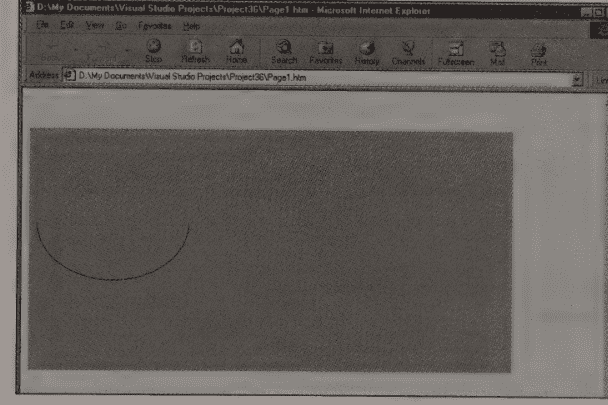 D:\My Documents\Visual Studio Projects\Project36\Page1.htm - Microsoft Internet Explorer
File Edit View Go Favorites Help
Stop Refresh Home Search Favorites History Channels Fullscreen Mail Print
Address D:\My Documents\Visual Studio Projects\Project36\Page1.htm